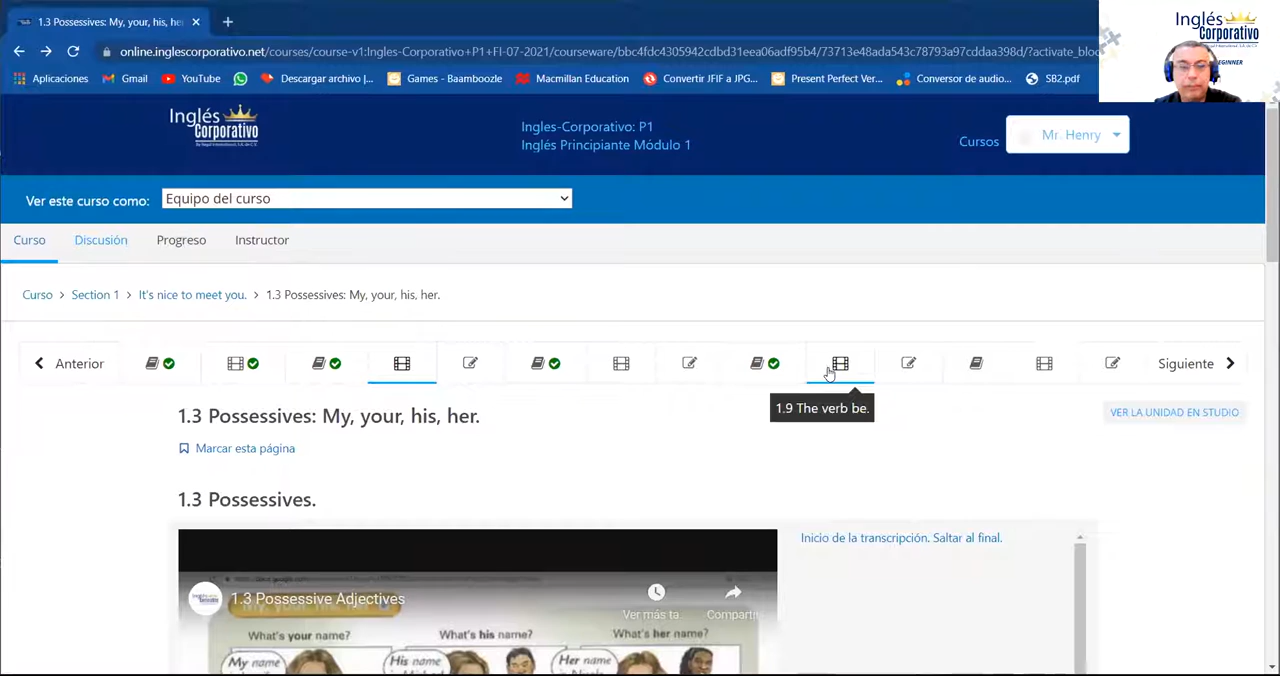 1.3 Possessives: My, your, his, he
online.inglescorporativo.net/courses/course-v1:Ingles-Corporativo+P1+FI-07-2021/courseware/bbc4fdc4305942cdbd31eea06adf95b4/73713e48ada543c78793a97cddaa398d/?activate_bloc
Aplicaciones
Gmail
YouTube
Descargar archivo |...
Games - Baamboozle
Macmillan Education
Convertir JFIF a JPG...
Present Perfect Ver...
Conversor de audio...
SB2.pdf
Inglés
Corporativo
EGINNER
Inglés
Corporativo
Ingles-Corporativo: P1
Inglés Principiante Módulo 1
Cursos
Mr. Henry
Ver este curso como:
Equipo del curso
Curso
Discusión
Progreso
Instructor
Curso > Section 1 > It's nice to meet you. > 1.3 Possessives: My, your, his, her.
Anterior
Siguiente
1.9 The verb be.
1.3 Possessives: My, your, his, her.
VER LA UNIDAD EN STUDIO
Marcar esta página
1.3 Possessives.
Inicio de la transcripción. Saltar al final.
1.3 Possessive Adjectives
Ver más ta...
Comparti
What's your name?
What's his name?
What's her name?
My name
His name
Her name